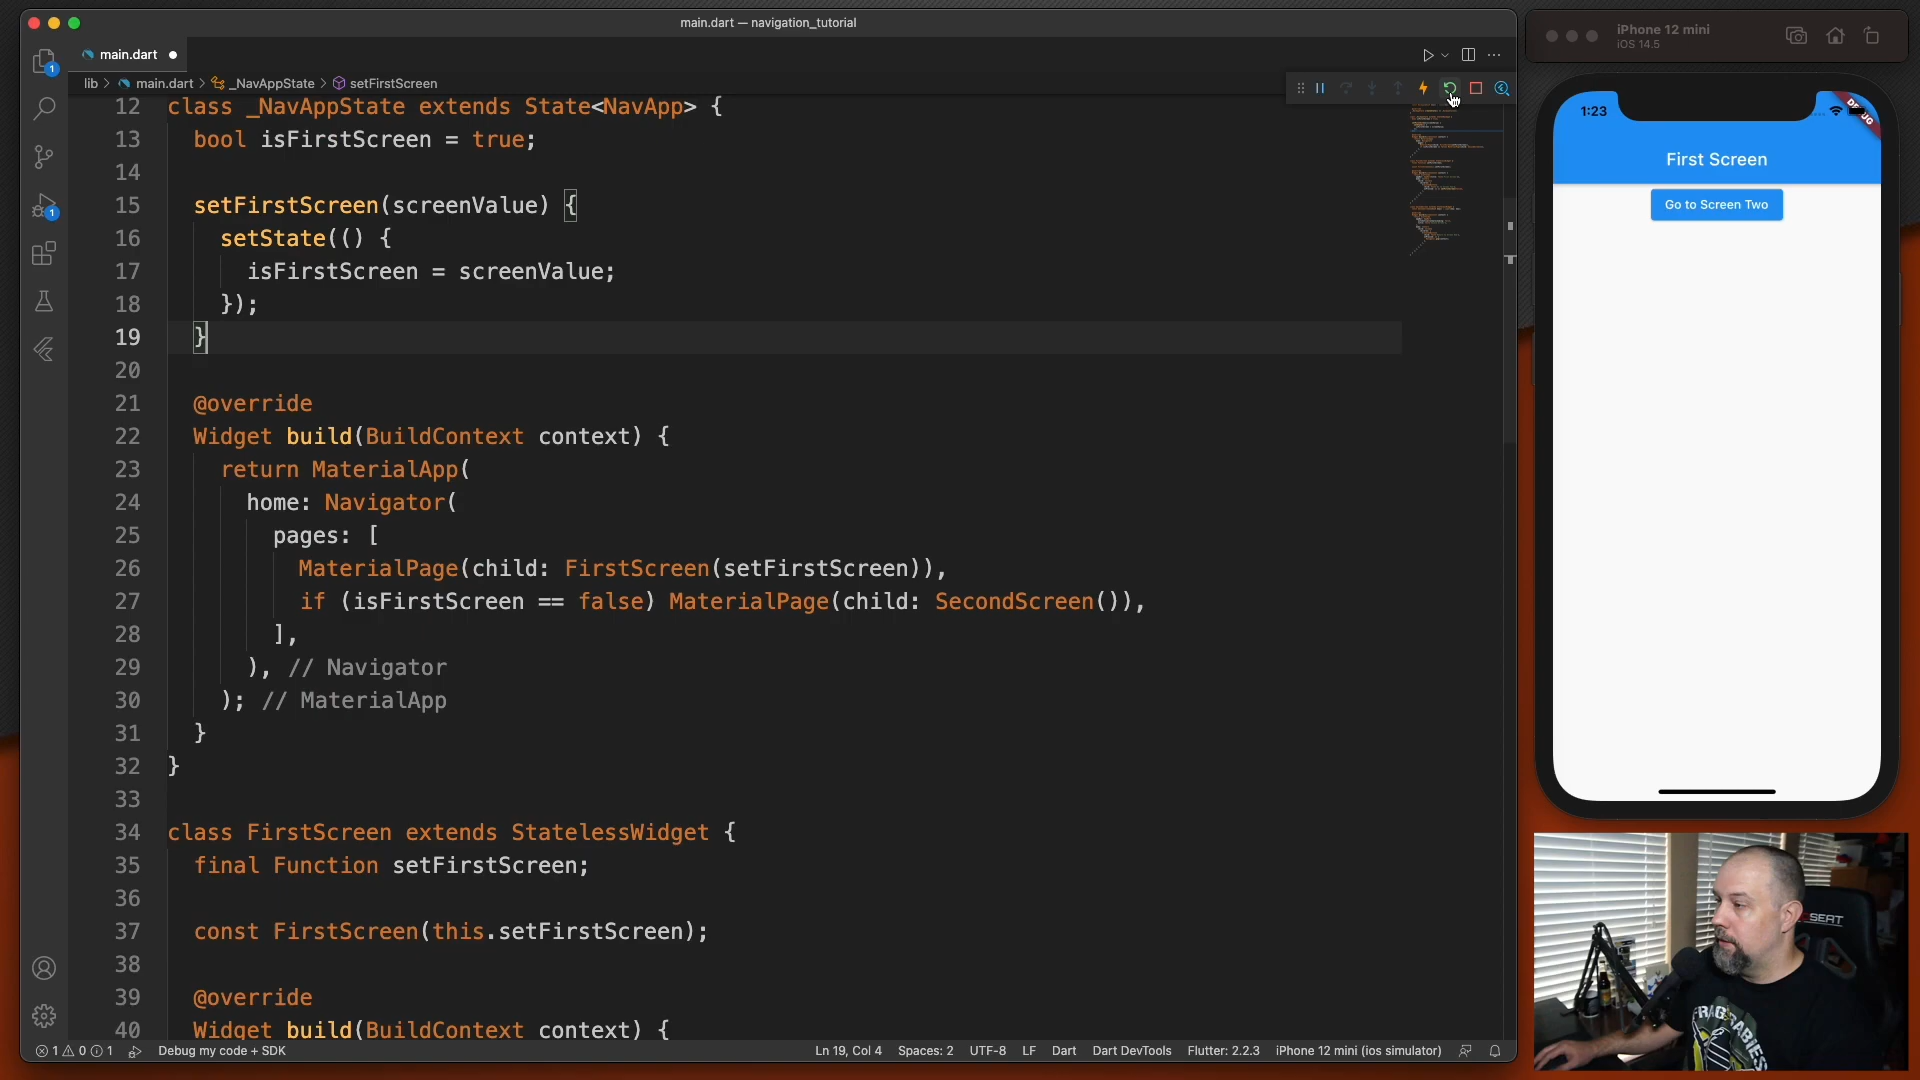 main.dart — navigation_tutorial
iPhone 12 mini
iOS 14.5
main.dart
lib > main.dart > _NavAppState > setFirstScreen
12 class _NavAppState extends State<NavApp> {
13 bool isFirstScreen = true;
14
15 setFirstScreen(screenValue) {
16 setState(() {
17 isFirstScreen = screenValue;
18 });
19 }
20
21 @override
22 Widget build(BuildContext context) {
23 return MaterialApp(
24 home: Navigator(
25 pages: [
26 MaterialPage(child: FirstScreen(setFirstScreen)),
27 if (isFirstScreen == false) MaterialPage(child: SecondScreen()),
28 ],
29 ), // Navigator
30 ); // MaterialApp
31 }
32 }
33
34 class FirstScreen extends StatelessWidget {
35 final Function setFirstScreen;
36
37 const FirstScreen(this.setFirstScreen);
38
39 @override
40 Widget build(BuildContext context) {
1
1
1 0 1 Debug my code + SDK
Ln 19, Col 4 Spaces: 2 UTF-8 LF Dart Dart DevTools Flutter: 2.2.3 iPhone 12 mini (ios simulator)
1:23
First Screen
Go to Screen Two
SEAT